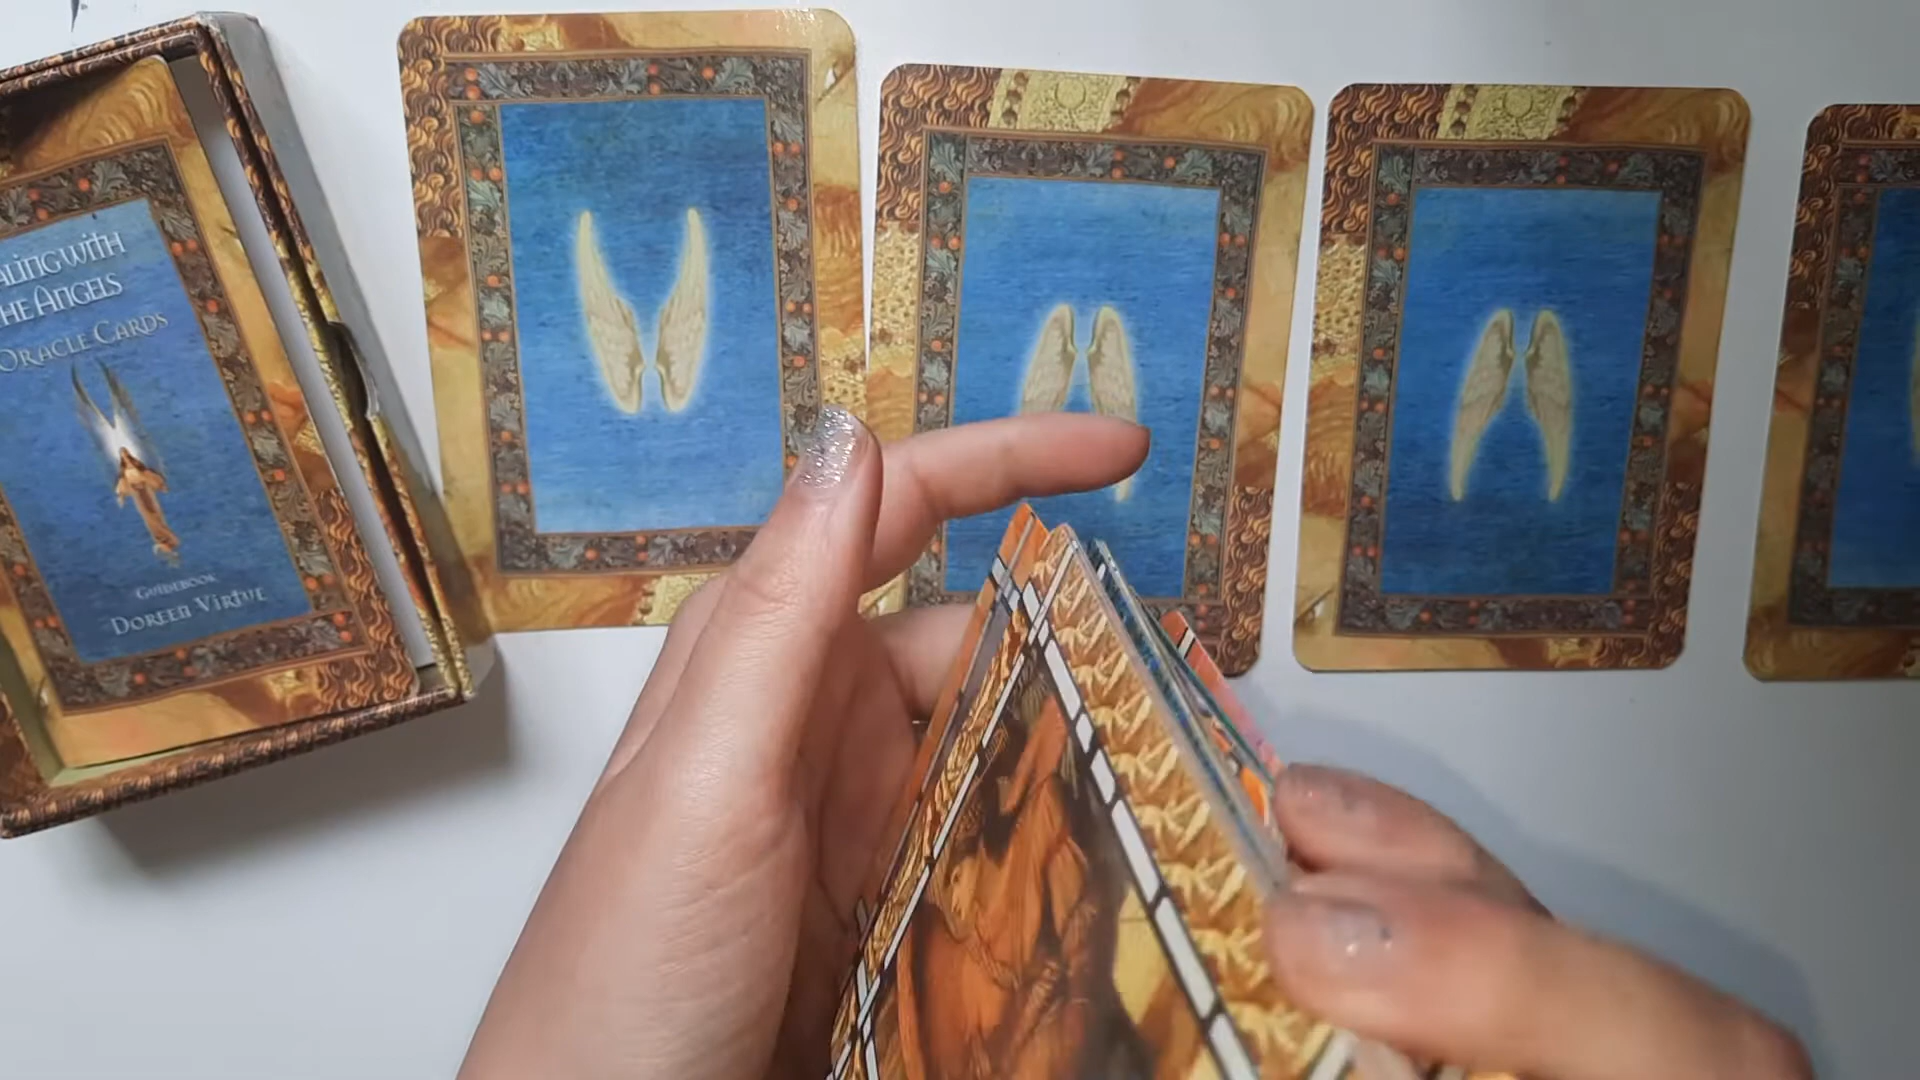 aling with
he Angels
Oracle Cards
Guidebook
Doreen Virtue